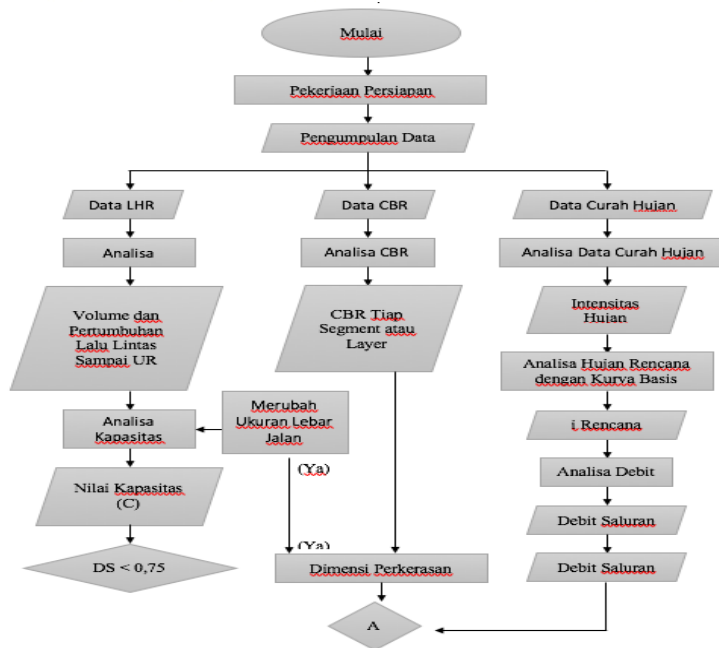 Mulai
Pekerjaan Persiapan
Pengumpulan Data
Data LHR
Data CBR
Data Curah Hujan
Analisa
Analisa CBR
Analisa Data Curah Hujan
Volume dan
Pertumbuhan
Lalu Lintas
Sampai UR
CBR Tiap
Segment atau
Layer
Intensitas
Hujan
Analisa Hujan Rencana
dengan Kurva Basis
Merubah
Ukuran Lebar
Jalan
Analisa
Kapasitas
i Rencana
(Ya)
Analisa Debit
Nilai Kapasitas
(C)
Debit Saluran
(Ya)
DS < 0,75
Dimensi Perkerasan
Debit Saluran
A